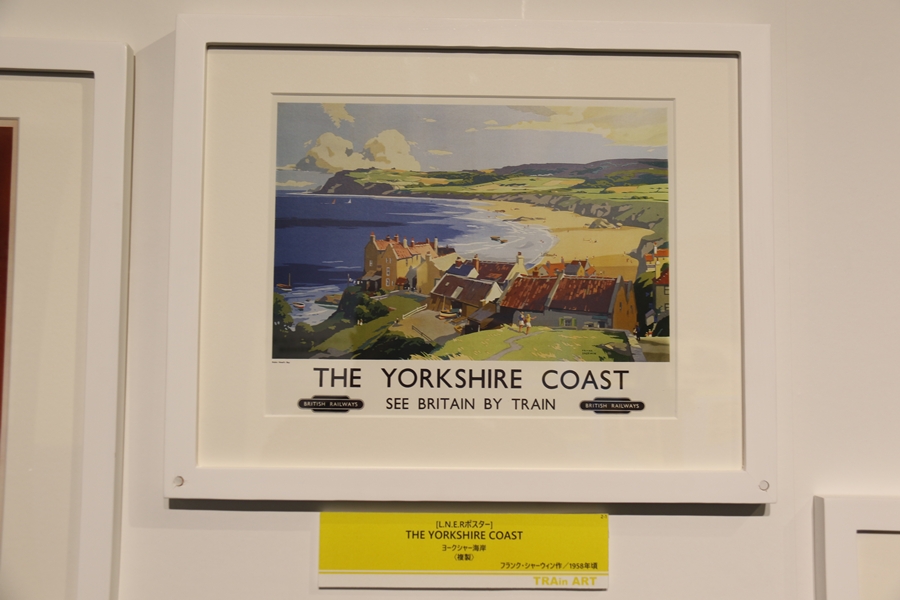 THE YORKSHIRE COAST
BRITISH RAILWAYS
SEE BRITAIN BY TRAIN
BRITISH RAILWAYS
[L.N.E.Rポスター]
THE YORKSHIRE COAST
ヨークシャー海岸
〈複製〉
フランク・シャーウィン作／1958年頃
TRAin ART